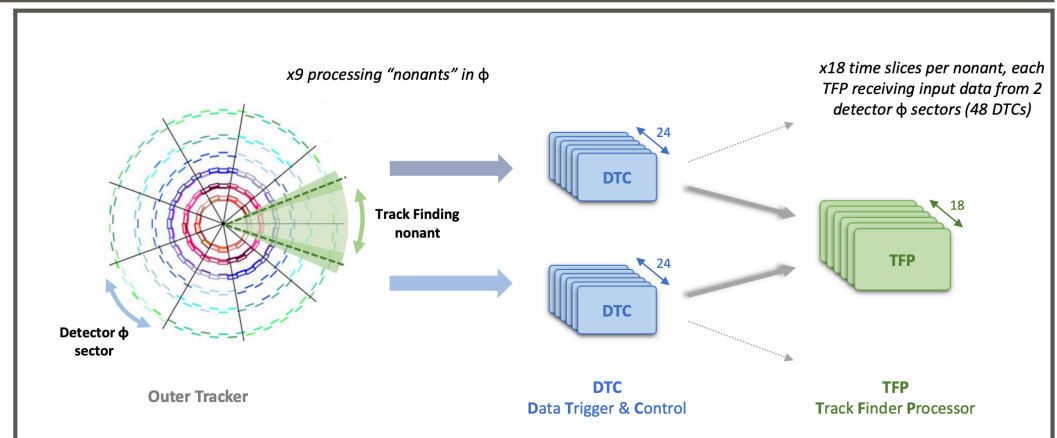 x9 processing “nonants” in ϕ
x18 time slices per nonant, each
TFP receiving input data from 2
detector ϕ sectors (48 DTCs)
24
DTC
Track Finding
nonant
18
TFP
24
DTC
Detector ϕ
sector
Outer Tracker
DTC
Data Trigger & Control
TFP
Track Finder Processor